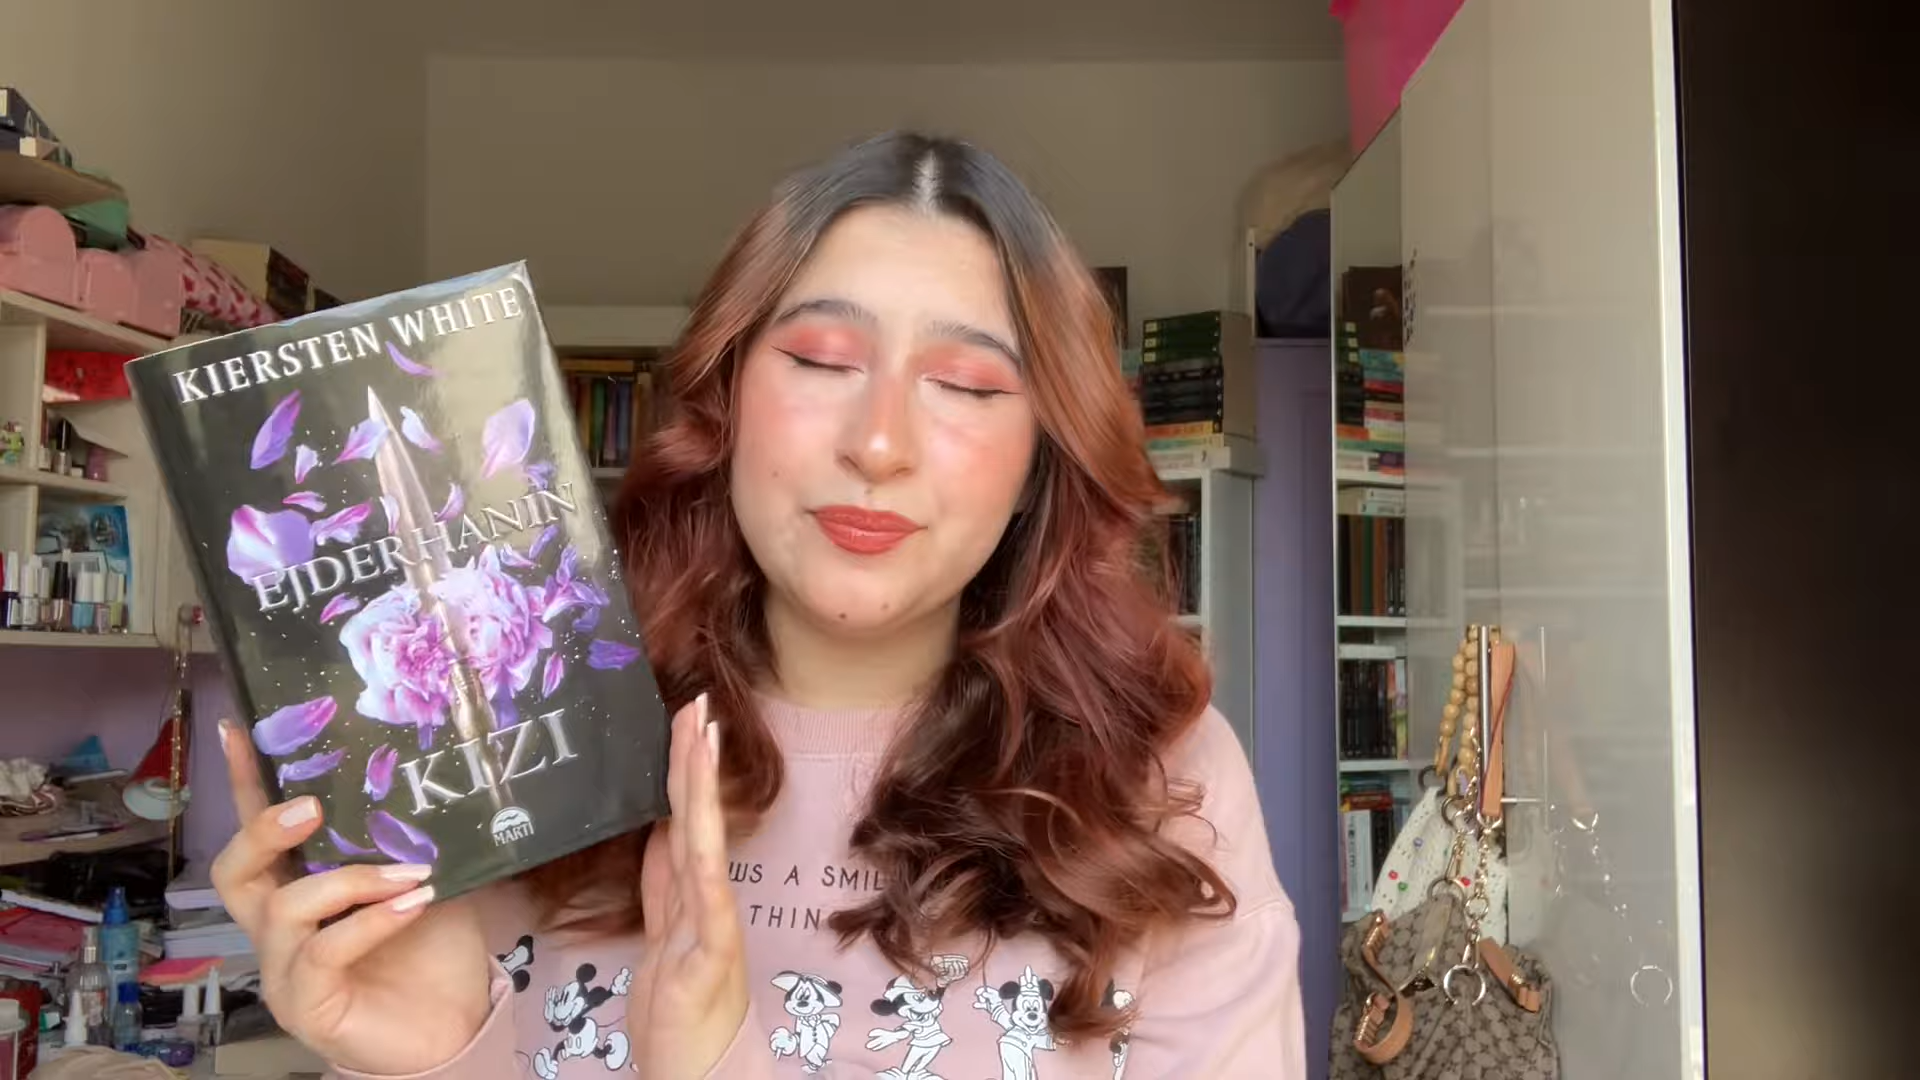 KIERSTEN WHITE
EJDERHANIN
KIZI
MARTI
WS A SMIL
THIN